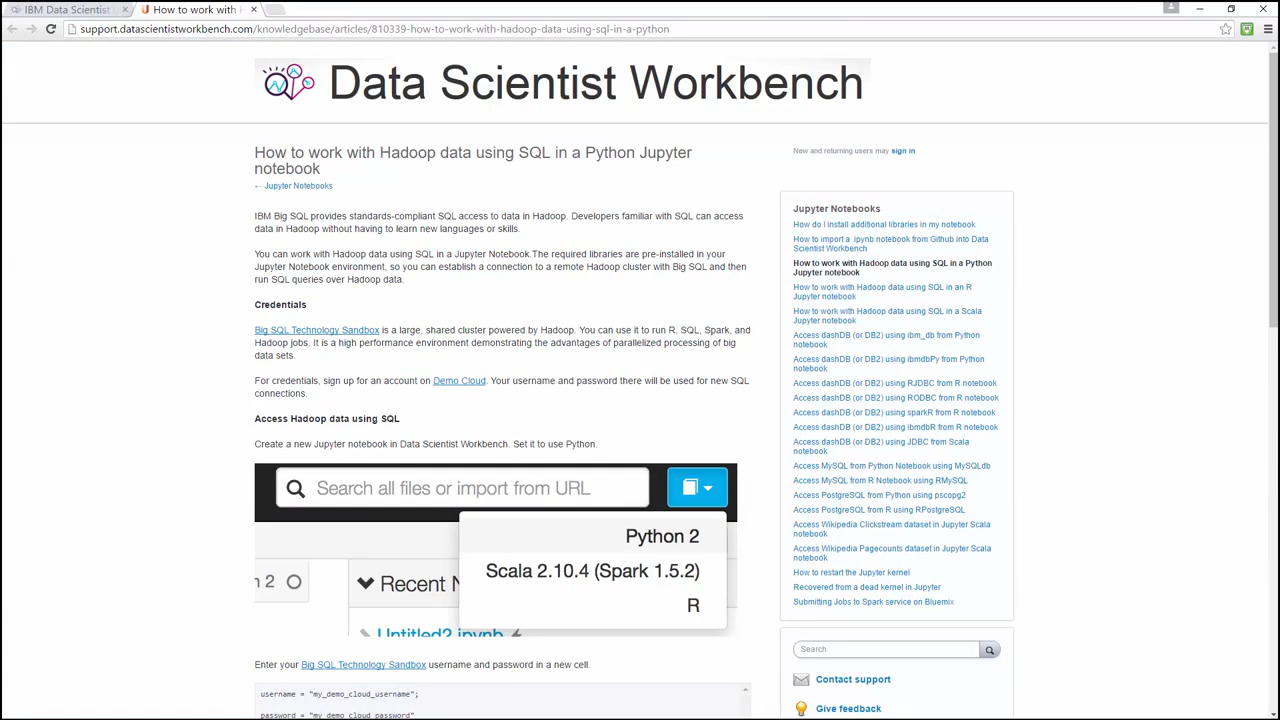 IBM Data Scientist
How to work with H
support.datascientistworkbench.com/knowledgebase/articles/810339-how-to-work-with-hadoop-data-using-sql-in-a-python
Data Scientist Workbench
How to work with Hadoop data using SQL in a Python Jupyter
notebook
← Jupyter Notebooks
IBM Big SQL provides standards-compliant SQL access to data in Hadoop. Developers familiar with SQL can access
data in Hadoop without having to learn new languages or skills.
You can work with Hadoop data using SQL in a Jupyter Notebook.The required libraries are pre-installed in your
Jupyter Notebook environment, so you can establish a connection to a remote Hadoop cluster with Big SQL and then
run SQL queries over Hadoop data.
Credentials
Big SQL Technology Sandbox is a large, shared cluster powered by Hadoop. You can use it to run R, SQL, Spark, and
Hadoop jobs. It is a high performance environment demonstrating the advantages of parallelized processing of big
data sets.
For credentials, sign up for an account on Demo Cloud. Your username and password there will be used for new SQL
connections.
Access Hadoop data using SQL
Create a new Jupyter notebook in Data Scientist Workbench. Set it to use Python.
Search all files or import from URL
Python 2
Scala 2.10.4 (Spark 1.5.2)
R
n 2
Recent N
Untitled2.ipynb
Enter your Big SQL Technology Sandbox username and password in a new cell.
username = "my_demo_cloud_username";
password = "my_demo_cloud_password"
New and returning users may sign in
Jupyter Notebooks
How do I install additional libraries in my notebook
How to import a .ipynb notebook from Github into Data
Scientist Workbench
How to work with Hadoop data using SQL in a Python
Jupyter notebook
How to work with Hadoop data using SQL in an R
Jupyter notebook
How to work with Hadoop data using SQL in a Scala
Jupyter notebook
Access dashDB (or DB2) using ibm_db from Python
notebook
Access dashDB (or DB2) using ibmdbPy from Python
notebook
Access dashDB (or DB2) using RJDBC from R notebook
Access dashDB (or DB2) using RODBC from R notebook
Access dashDB (or DB2) using sparkR from R notebook
Access dashDB (or DB2) using ibmdbR from R notebook
Access dashDB (or DB2) using JDBC from Scala
notebook
Access MySQL from Python Notebook using MySQLdb
Access MySQL from R Notebook using RMySQL
Access PostgreSQL from Python using pscopg2
Access PostgreSQL from R using RPostgreSQL
Access Wikipedia Clickstream dataset in Jupyter Scala
notebook
Access Wikipedia Pagecounts dataset in Jupyter Scala
notebook
How to restart the Jupyter kernel
Recovered from a dead kernel in Jupyter
Submitting Jobs to Spark service on Bluemix
Search
Contact support
Give feedback